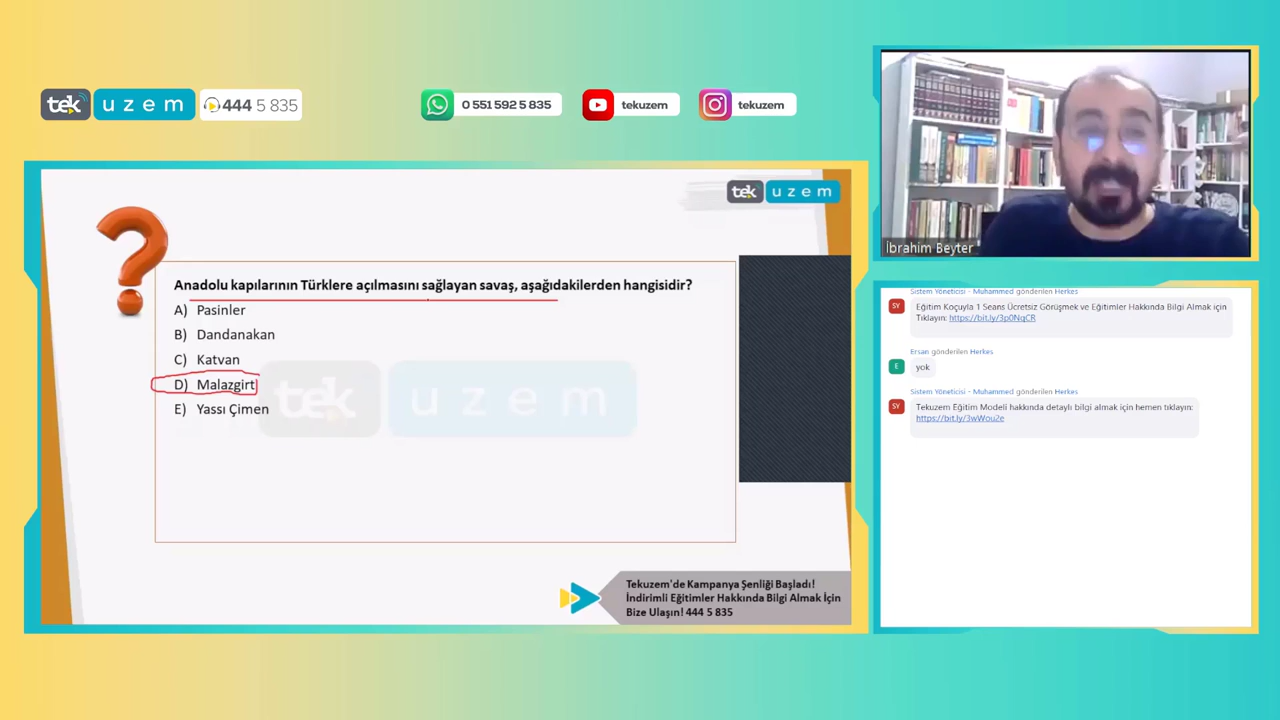 tek uzem 444 5 835
0 551 592 5 835
tekuzem
tekuzem
tek uzem
Anadolu kapılarının Türklere açılmasını sağlayan savaş, aşağıdakilerden hangisidir?
A) Pasinler
B) Dandanakan
C) Katvan
D) Malazgirt
E) Yassı Çimen
tek uzem
Tekuzem'de Kampanya Şenliği Başladı!
İndirimli Eğitimler Hakkında Bilgi Almak İçin
Bize Ulaşın! 444 5 835
İbrahim Beyter
Sistem Yöneticisi - Muhammed gönderilen Herkes
SY
Eğitim Koçuyla 1 Seans Ücretsiz Görüşmek ve Eğitimler Hakkında Bilgi Almak için
Tıklayın: https://bit.ly/3p0NqCR
Ersan gönderilen Herkes
E
yok
Sistem Yöneticisi - Muhammed gönderilen Herkes
SY
Tekuzem Eğitim Modeli hakkında detaylı bilgi almak için hemen tıklayın:
https://bit.ly/3wWou2e